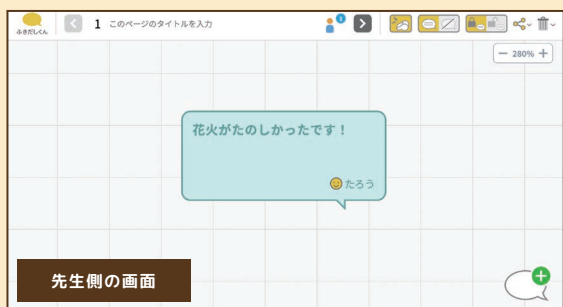 ふきだしくん
1 このページのタイトルを入力
1
− 280% +
花火がたのしかったです！
たろう
先生側の画面